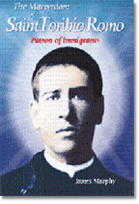 The Martyrdom
of
Saint Toribio Romo
Patron of Immigrants
James Murphy